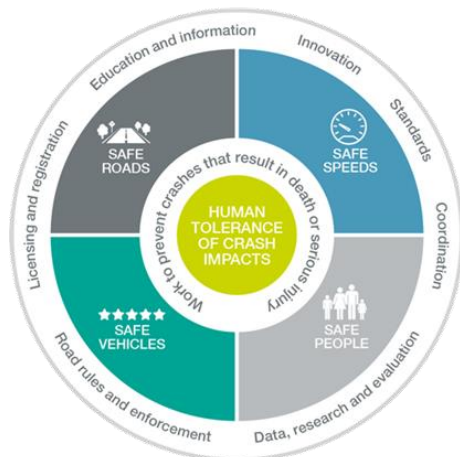 Education and information
Innovation
Licensing and registration
Standards
SAFE
ROADS
SAFE
SPEEDS
Work to prevent crashes that result in death or serious injury
HUMAN
TOLERANCE
OF CRASH
IMPACTS
Coordination
SAFE
VEHICLES
SAFE
PEOPLE
Road rules and enforcement
Data, research and evaluation